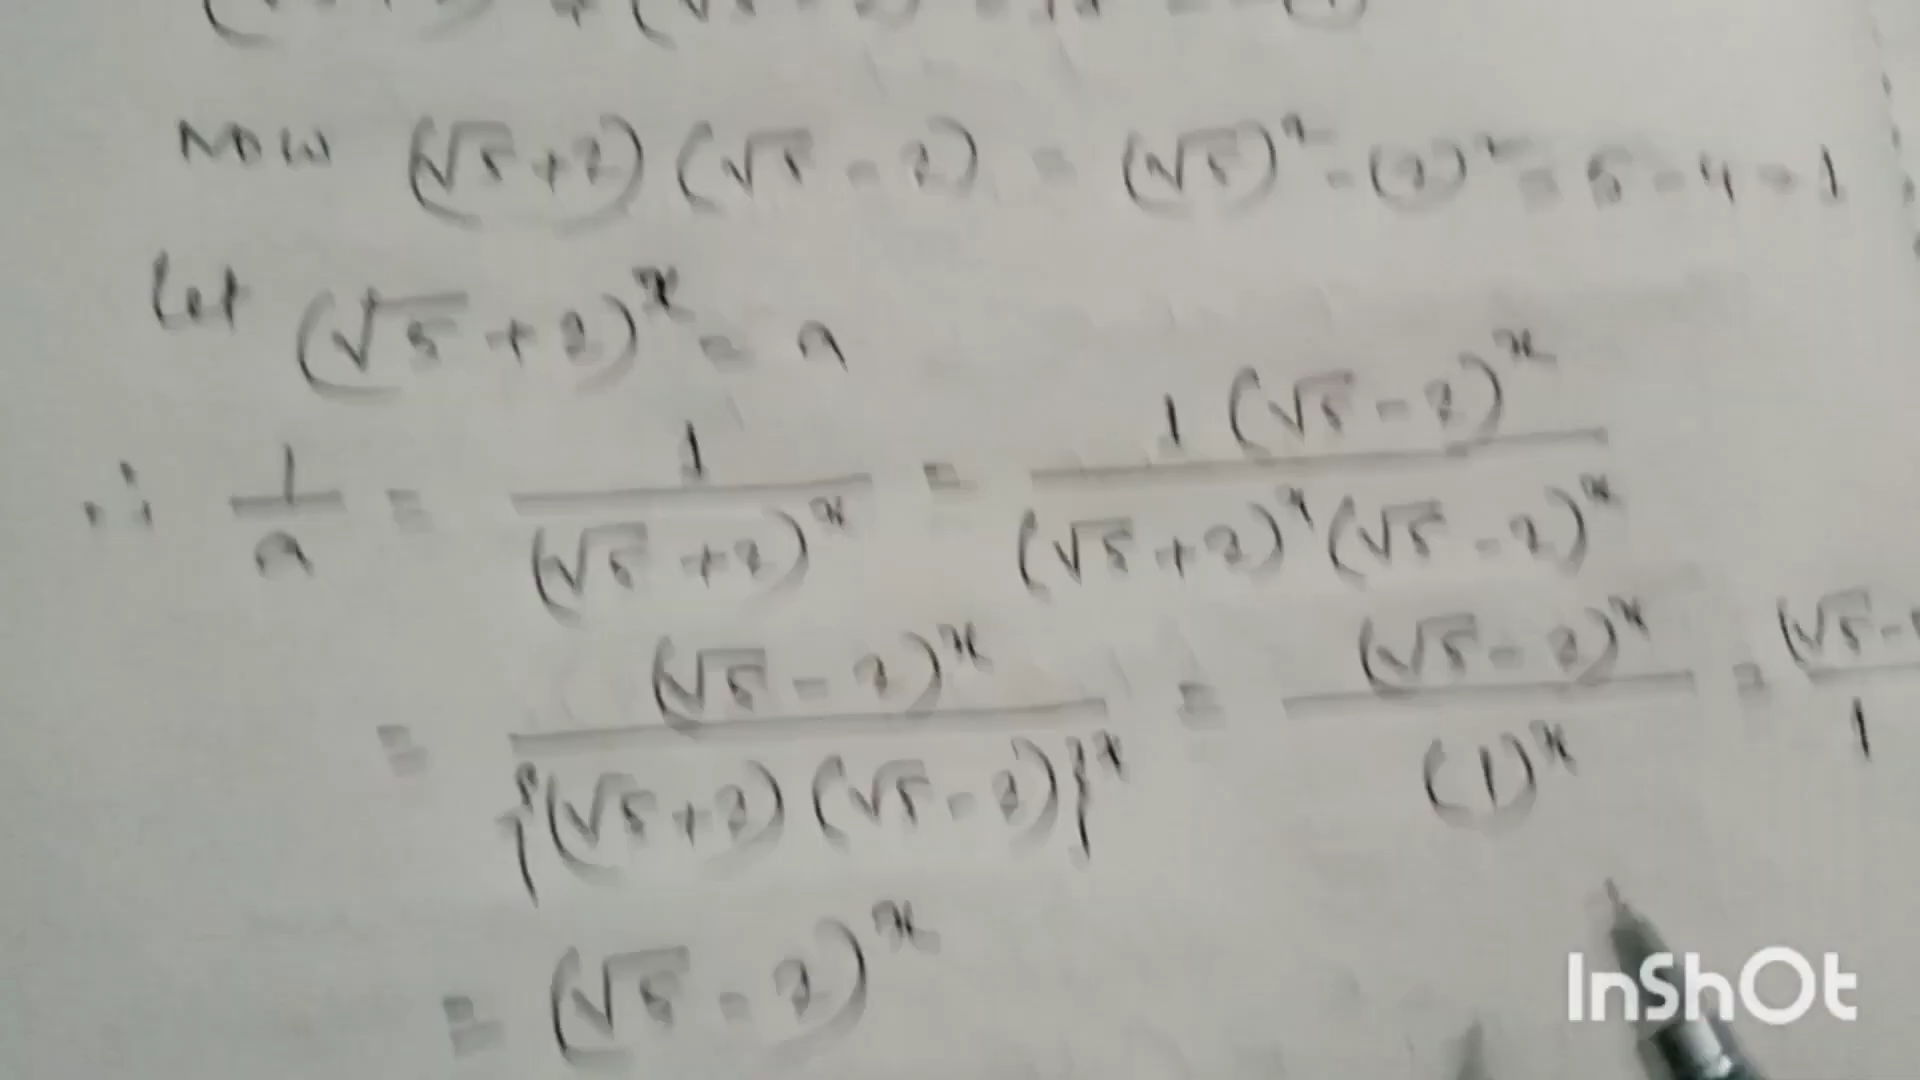 Now (√5+2)(√5-2) = (√5)² - (2)² = 5-4 = 1
Let (√5+2)^x = a
∴ 1/a = 1/(√5+2)^x = 1(√5-2)^x/(√5+2)^x(√5-2)^x
= (√5-2)^x/{(√5+2)(√5-2)}^x = (√5-2)^x/(1)^x = (√5-/1
= (√5-2)^x
InShOt